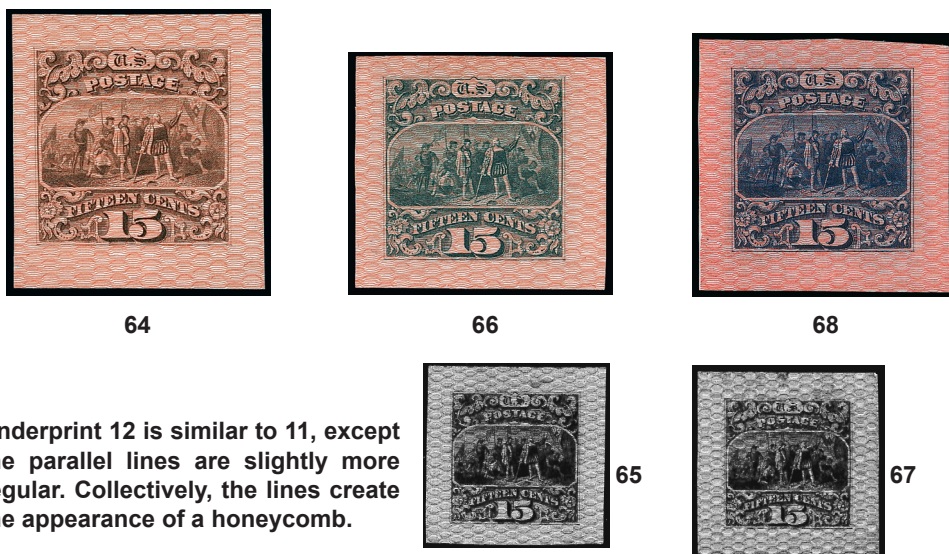 U.S.
POSTAGE
FIFTEEN CENTS
15
64
U.S.
POSTAGE
FIFTEEN CENTS
15
66
U.S.
POSTAGE
FIFTEEN CENTS
15
68
nderprint 12 is similar to 11, except
he parallel lines are slightly more
egular. Collectively, the lines create
he appearance of a honeycomb.
U.S.
POSTAGE
FIFTEEN CENTS
15
65
U.S.
POSTAGE
FIFTEEN CENTS
15
67